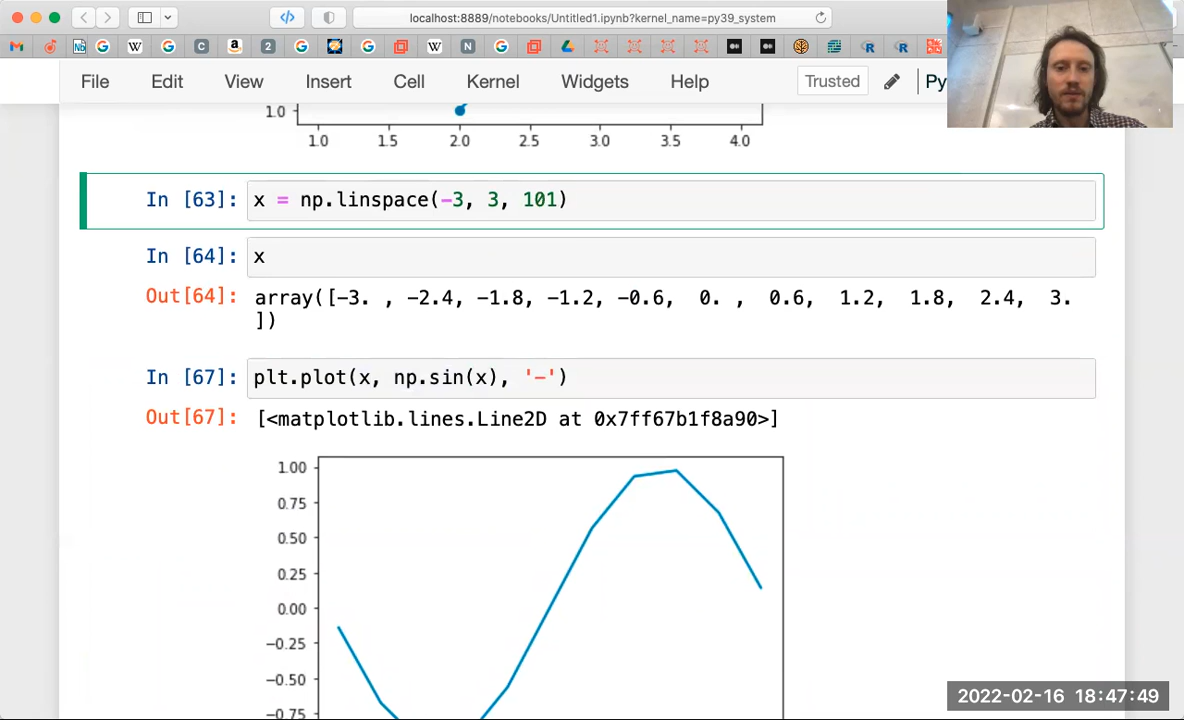 localhost:8889/notebooks/Untitled1.ipynb?kernel_name=py39_system
File Edit View Insert Cell Kernel Widgets Help Trusted Py
1.0
1.0 1.5 2.0 2.5 3.0 3.5 4.0
In [63]: x = np.linspace(-3, 3, 101)
In [64]: x
Out[64]: array([-3. , -2.4, -1.8, -1.2, -0.6, 0. , 0.6, 1.2, 1.8, 2.4, 3.
])
In [67]: plt.plot(x, np.sin(x), '-')
Out[67]: [<matplotlib.lines.Line2D at 0x7ff67b1f8a90>]
1.00
0.75
0.50
0.25
0.00
−0.25
−0.50
−0.75
2022-02-16 18:47:49